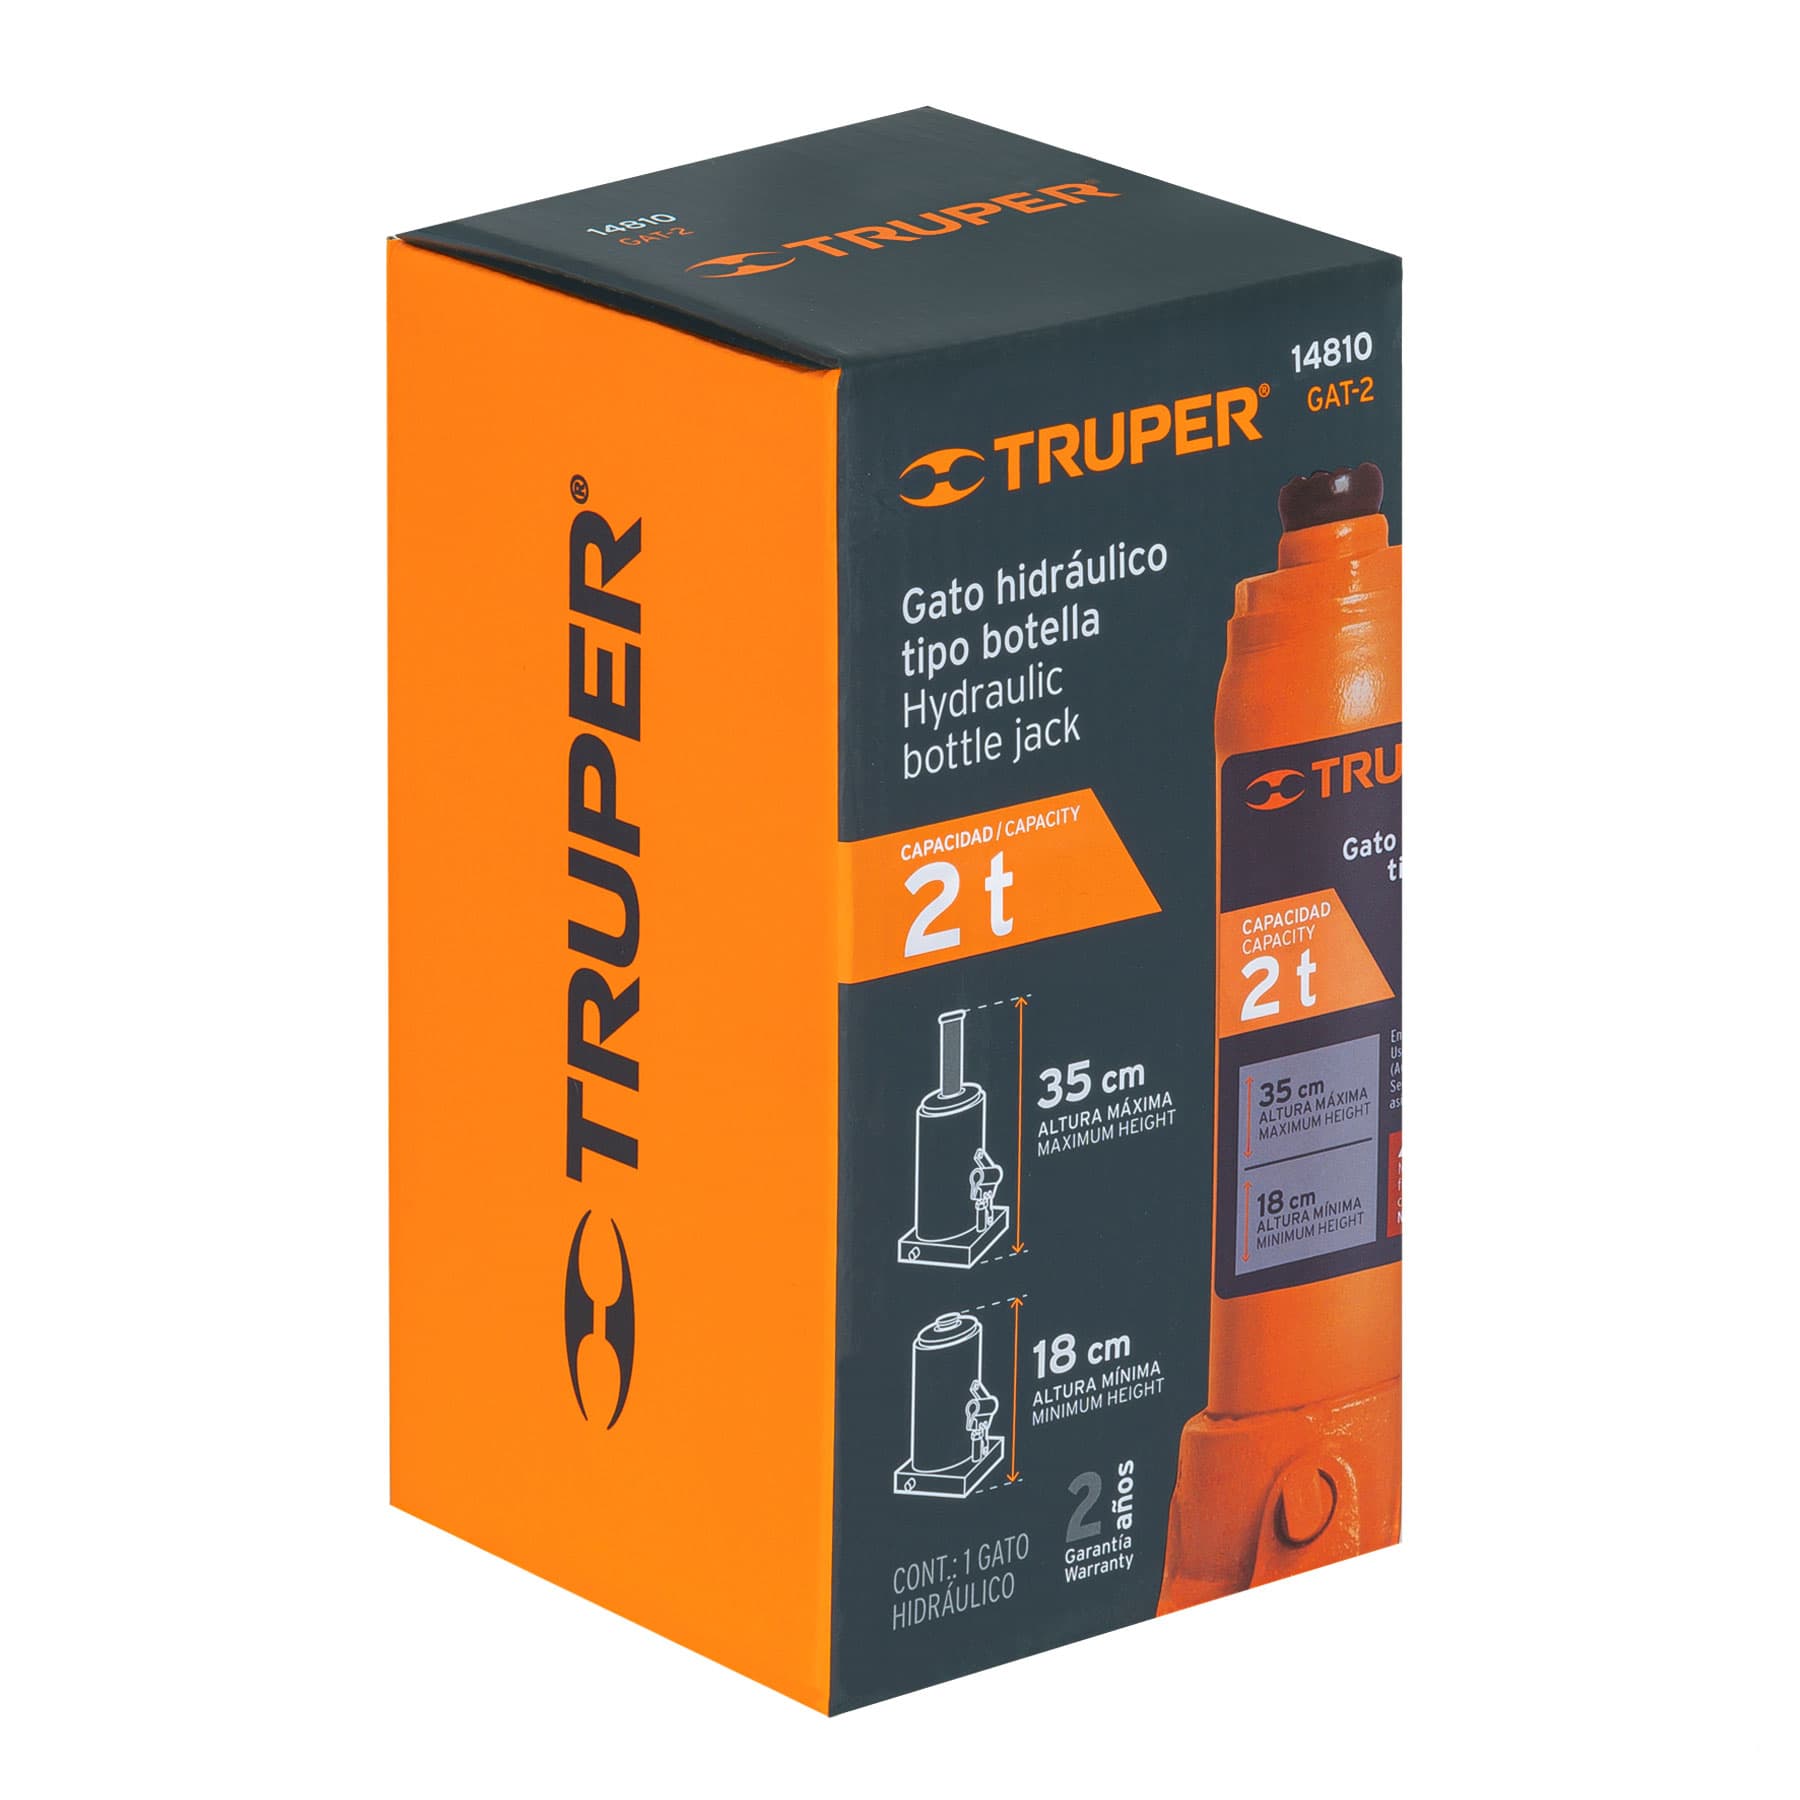 14810
GAT-2
TRUPER
TRUPER®
14810
GAT-2
TRUPER®
Gato hidráulico
tipo botella
Hydraulic
bottle jack
CAPACIDAD / CAPACITY
2 t
35 cm
ALTURA MÁXIMA
MAXIMUM HEIGHT
18 cm
ALTURA MÍNIMA
MINIMUM HEIGHT
CONT.: 1 GATO
HIDRÁULICO
2 años
Garantía
Warranty
TRU
Gato
CAPACIDAD
CAPACITY
2 t
35 cm
ALTURA MÁXIMA
MAXIMUM HEIGHT
18 cm
ALTURA MÍNIMA
MINIMUM HEIGHT